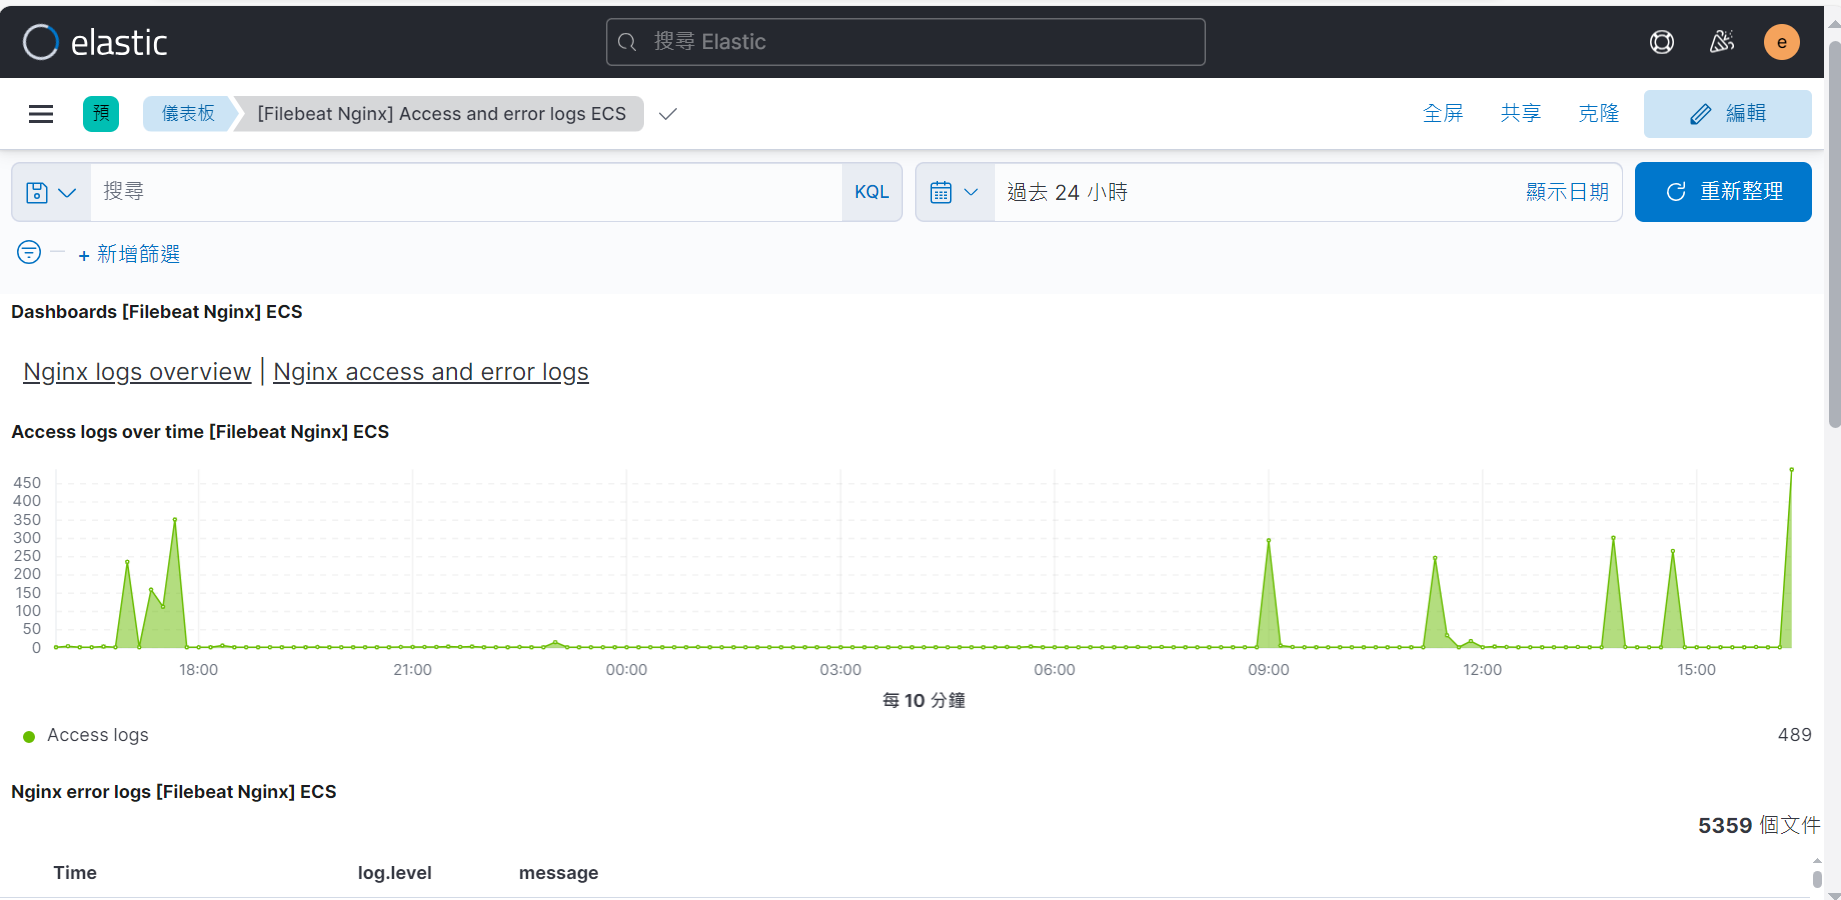 elastic
搜尋 Elastic
e
預
儀表板
[Filebeat Nginx] Access and error logs ECS
全屏
共享
克隆
編輯
搜尋
KQL
過去 24 小時
顯示日期
重新整理
+ 新增篩選
Dashboards [Filebeat Nginx] ECS
Nginx logs overview | Nginx access and error logs
Access logs over time [Filebeat Nginx] ECS
450
400
350
300
250
200
150
100
50
0
18:00 21:00 00:00 03:00 06:00 09:00 12:00 15:00
每 10 分鐘
Access logs 489
Nginx error logs [Filebeat Nginx] ECS
5359 個文件
Time log.level message